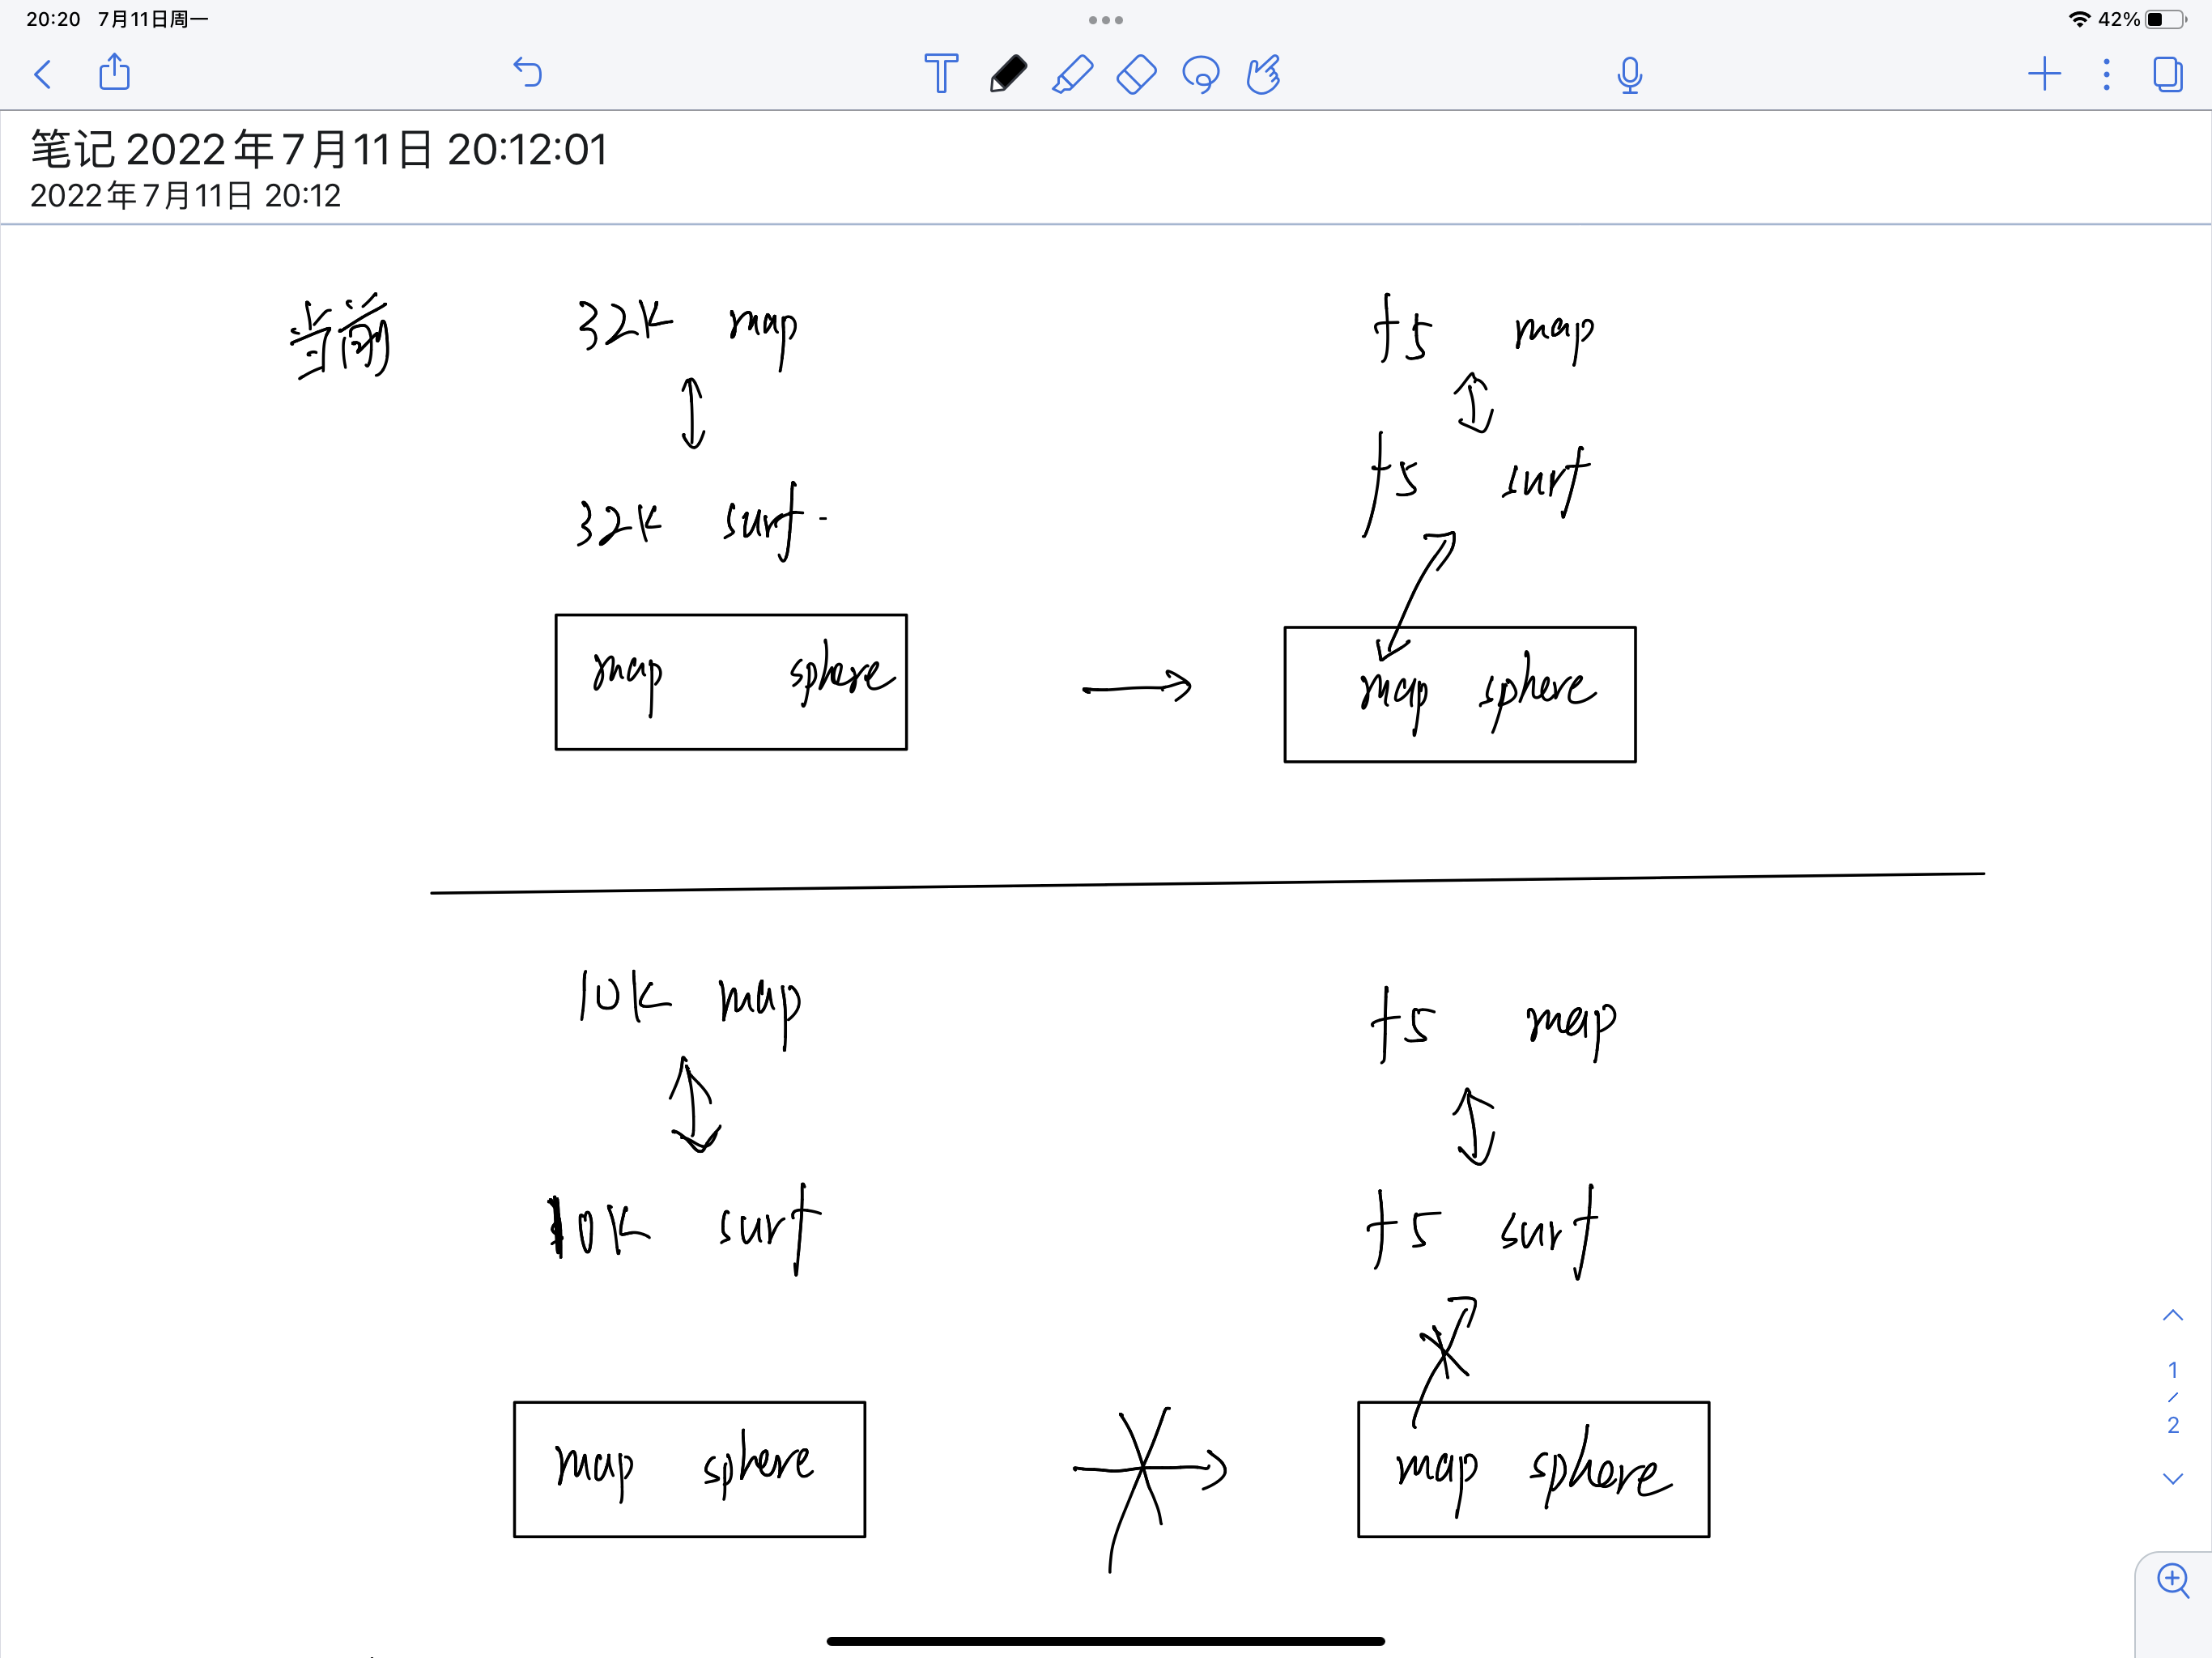 20:20 7月11日周一 42%
笔记 2022年7月11日 20:12:01
2022年7月11日 20:12
当前 32k map f5 map
32k surf f5 surf
map sphere map sphere
10k map f5 map
10k surf f5 surf
map sphere map sphere
1
/
2